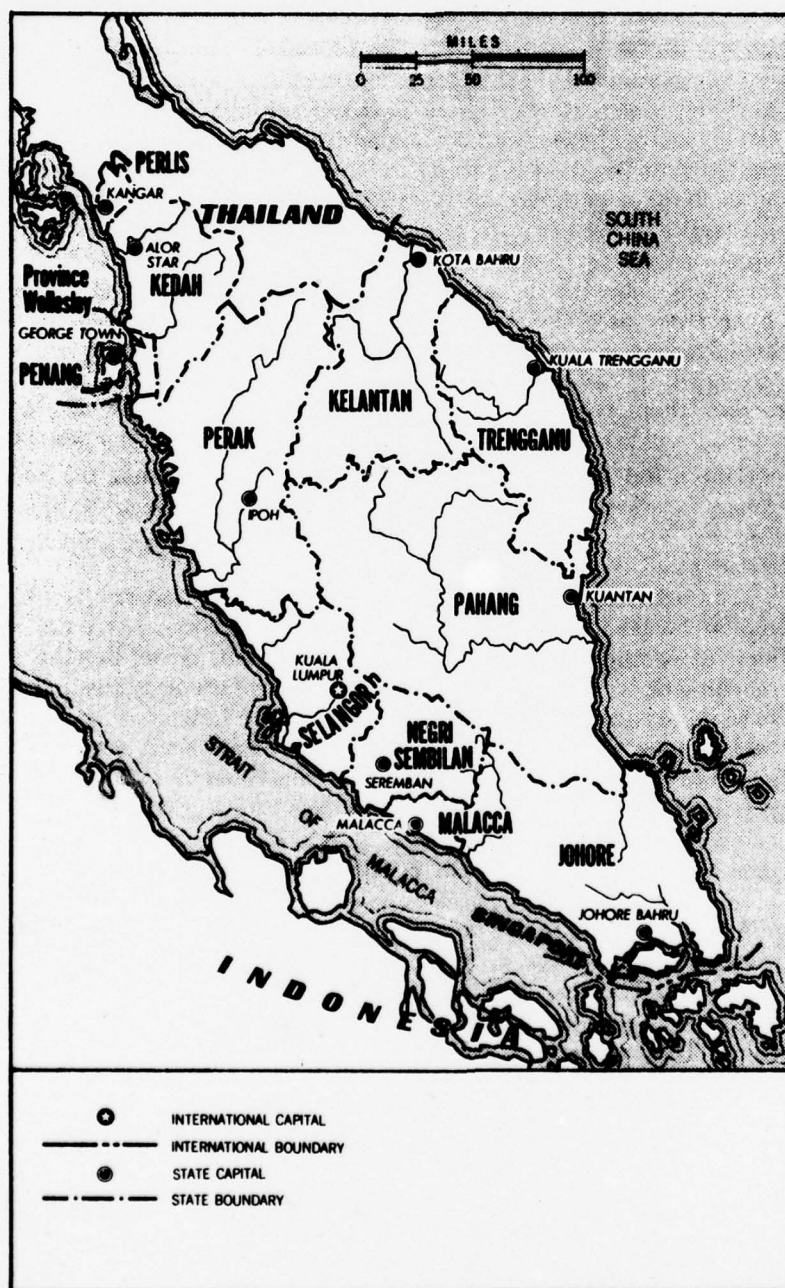 MILES
0 25 50 100
PERLIS
KANGAR
THAILAND
SOUTH
CHINA
SEA
ALOR
STAR
KOTA BAHRU
KEDAH
Province
Wellesley
GEORGE TOWN
PENANG
KUALA TRENGGANU
KELANTAN
PERAK
TRENGGANU
IPOH
PAHANG
KUANTAN
KUALA
LUMPUR
SELANGOR h
NEGRI
SEMBILAN
SEREMBAN
STRAIT
OF
MALACCA
MALACCA
MALACCA
JOHORE
JOHORE BAHRU
SINGAPORE
INDONESIA
INTERNATIONAL CAPITAL
INTERNATIONAL BOUNDARY
STATE CAPITAL
STATE BOUNDARY